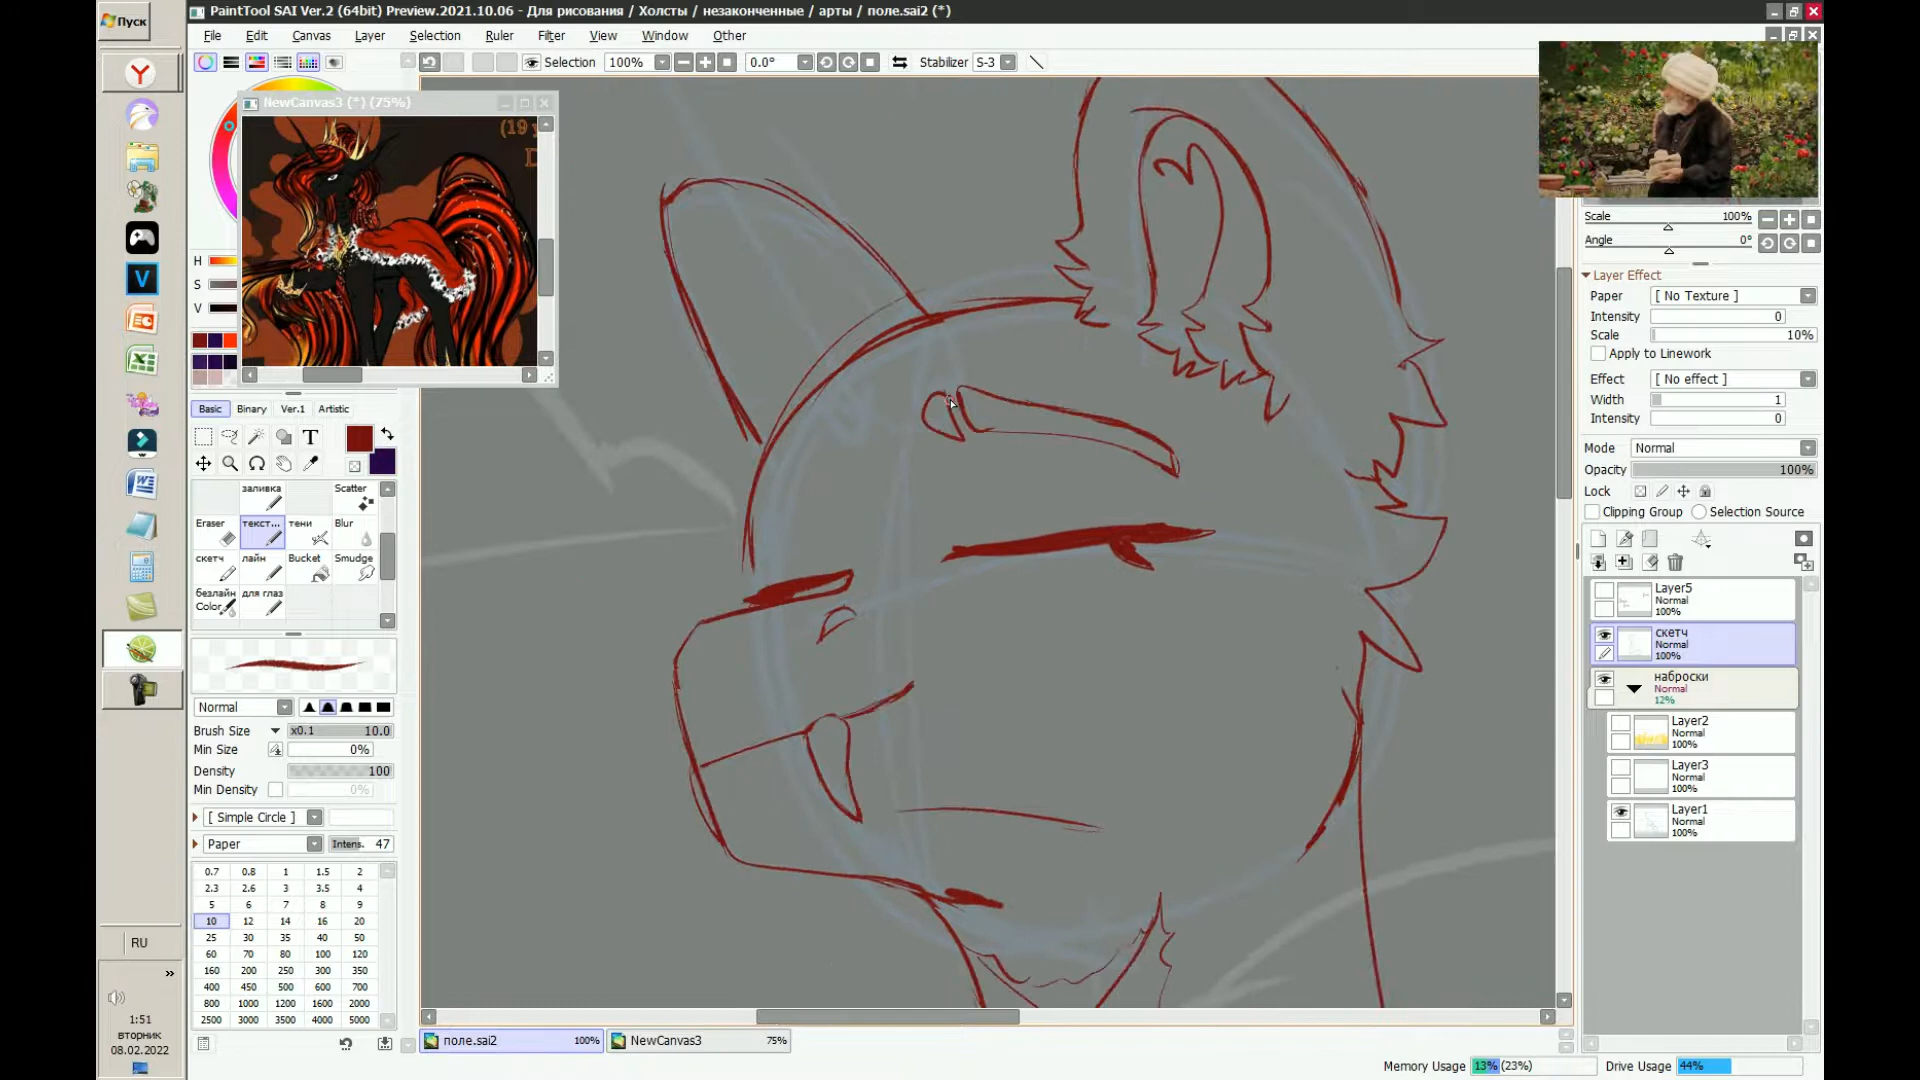 Пуск
PaintTool SAI Ver.2 (64bit) Preview.2021.10.06 - Для рисования / Холсты / незаконченные / арты / поле.sai2 (*)
File Edit Canvas Layer Selection Ruler Filter View Window Other
Selection 100% 0.0° Stabilizer S-3
NewCanvas3 (*) (75%)
(19
D
H
S
V
Basic Binary Ver.1 Artistic
T
заливка Scatter
Eraser текст... тени Blur
скетч лайн Bucket Smudge
безлайн для глаз
Color
Normal
Brush Size x0.1 10.0
Min Size 0%
Density 100
Min Density 0%
[ Simple Circle ]
Paper Intens. 47
0.7 0.8 1 1.5 2
2.3 2.6 3 3.5 4
5 6 7 8 9
10 12 14 16 20
25 30 35 40 50
60 70 80 100 120
160 200 250 300 350
400 450 500 600 700
800 1000 1200 1600 2000
2500 3000 3500 4000 5000
RU
»
1:51
вторник
08.02.2022
поле.sai2 100% NewCanvas3 75%
Memory Usage 13% (23%) Drive Usage 44%
Scale 100%
Angle 0°
Layer Effect
Paper [ No Texture ]
Intensity 0
Scale 10%
Apply to Linework
Effect [ No effect ]
Width 1
Intensity 0
Mode Normal
Opacity 100%
Lock
Clipping Group Selection Source
Layer5
Normal
100%
скетч
Normal
100%
наброски
Normal
12%
Layer2
Normal
100%
Layer3
Normal
100%
Layer1
Normal
100%